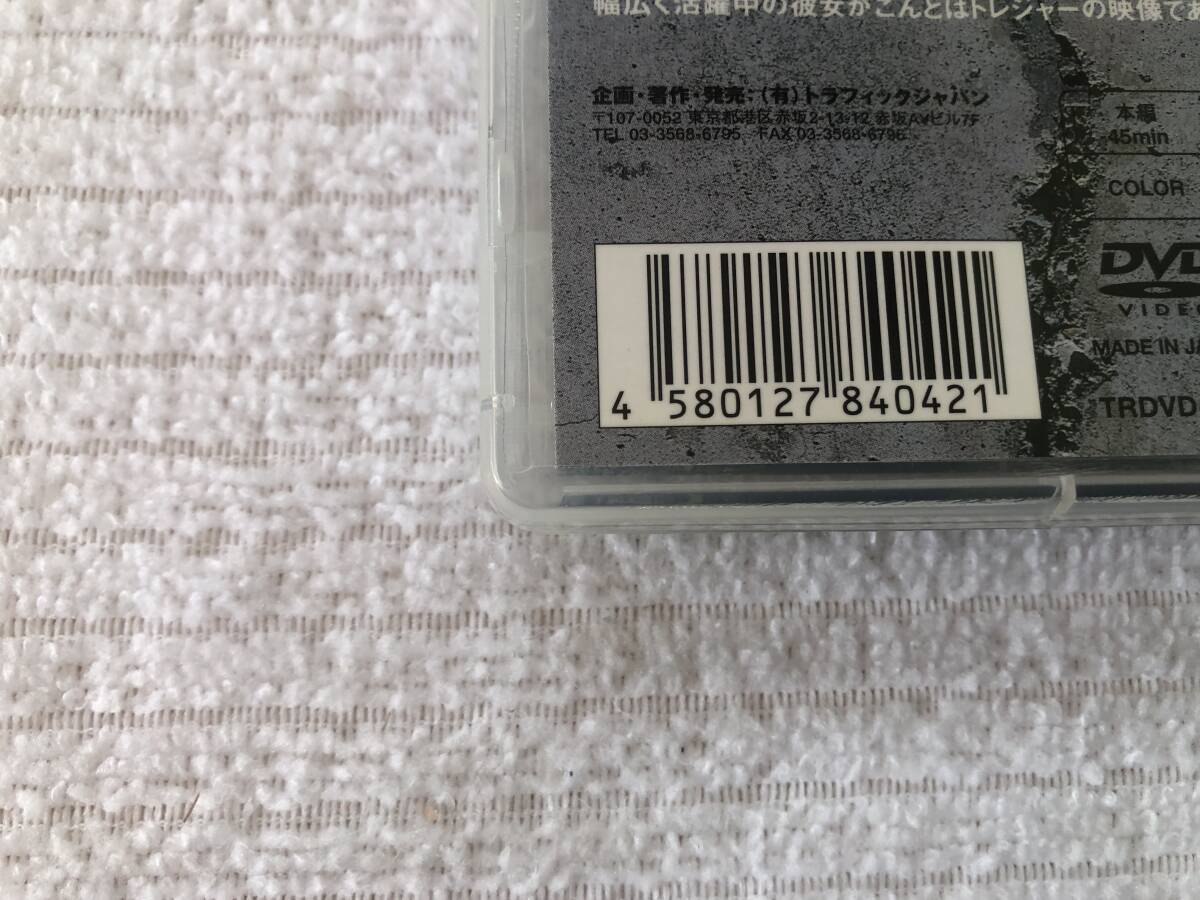 幅広く活躍中の彼女がこんどはトレジャーの映像であ
企画・著作・発売:(有)トラフィックジャパン
〒107-0052 東京都港区赤坂2-13-12 赤坂AVビル7F
TEL 03-3568-6795 FAX 03-3568-6796
本編
45min
COLOR
DVD
VIDEO
MADE IN JA
TRDVD
4 580127 840421